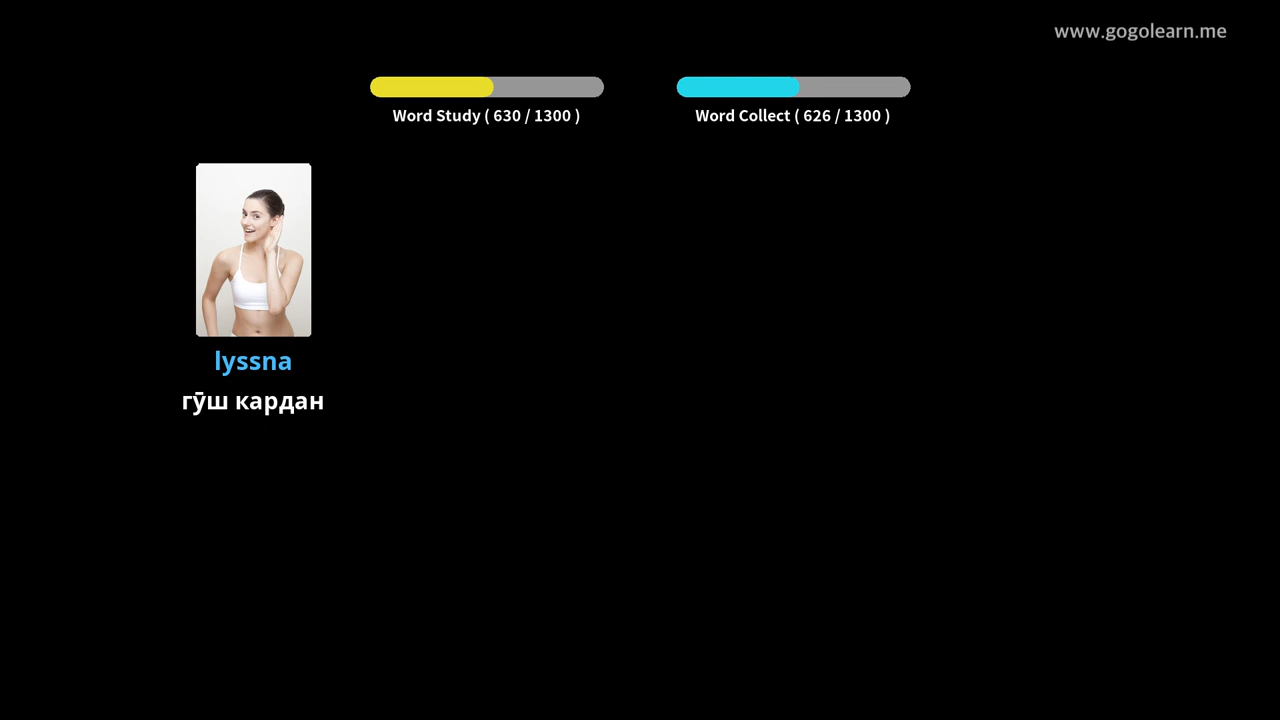 www.gogolearn.me
Word Study ( 630 / 1300 )
Word Collect ( 626 / 1300 )
lyssna
гӯш кардан